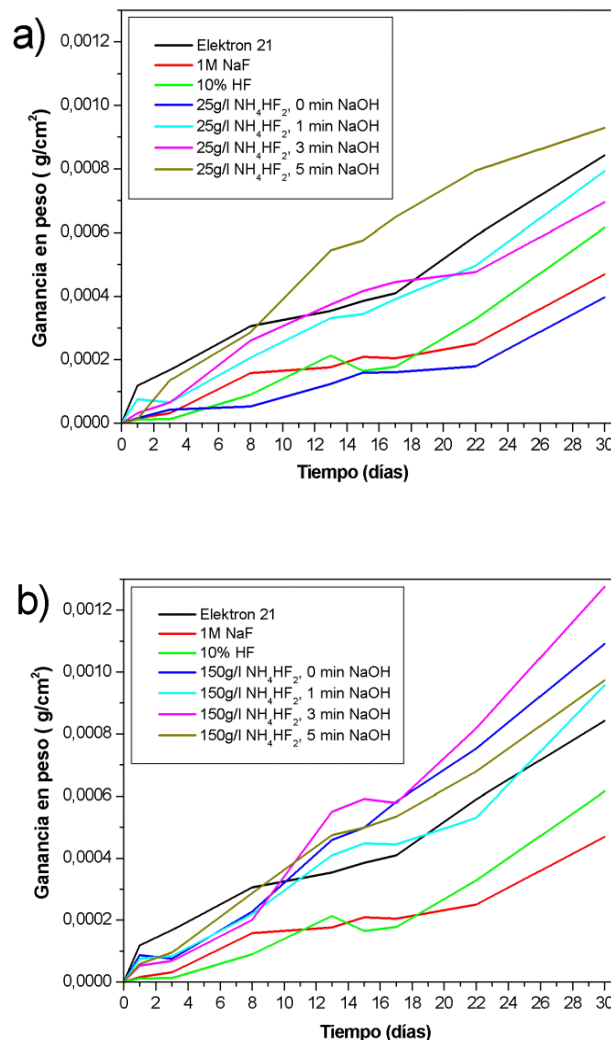 a)
Ganancia en peso ( g/cm²)
0,0012
0,0010
0,0008
0,0006
0,0004
0,0002
0,0000
Elektron 21
1M NaF
10% HF
25g/l NH₄HF₂, 0 min NaOH
25g/l NH₄HF₂, 1 min NaOH
25g/l NH₄HF₂, 3 min NaOH
25g/l NH₄HF₂, 5 min NaOH
0 2 4 6 8 10 12 14 16 18 20 22 24 26 28 30
Tiempo (días)
b)
Ganancia en peso ( g/cm²)
0,0012
0,0010
0,0008
0,0006
0,0004
0,0002
0,0000
Elektron 21
1M NaF
10% HF
150g/l NH₄HF₂, 0 min NaOH
150g/l NH₄HF₂, 1 min NaOH
150g/l NH₄HF₂, 3 min NaOH
150g/l NH₄HF₂, 5 min NaOH
0 2 4 6 8 10 12 14 16 18 20 22 24 26 28 30
Tiempo (días)